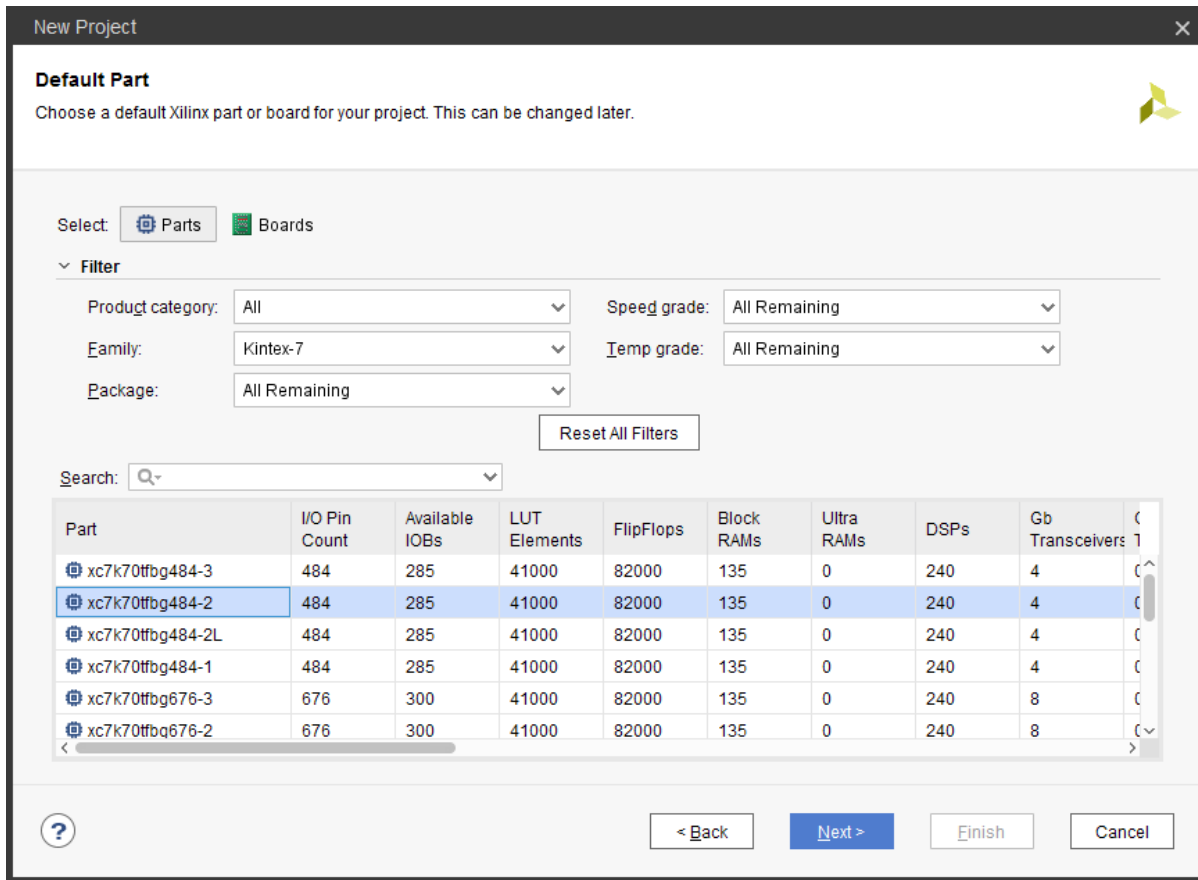 New Project
Default Part
Choose a default Xilinx part or board for your project. This can be changed later.
Select: Parts Boards
Filter
Product category: All Speed grade: All Remaining
Family: Kintex-7 Temp grade: All Remaining
Package: All Remaining
Reset All Filters
Search:
Part I/O Pin Count Available IOBs LUT Elements FlipFlops Block RAMs Ultra RAMs DSPs Gb Transceivers
xc7k70tfbg484-3 484 285 41000 82000 135 0 240 4
xc7k70tfbg484-2 484 285 41000 82000 135 0 240 4
xc7k70tfbg484-2L 484 285 41000 82000 135 0 240 4
xc7k70tfbg484-1 484 285 41000 82000 135 0 240 4
xc7k70tfbg676-3 676 300 41000 82000 135 0 240 8
xc7k70tfbg676-2 676 300 41000 82000 135 0 240 8
? < Back Next > Finish Cancel